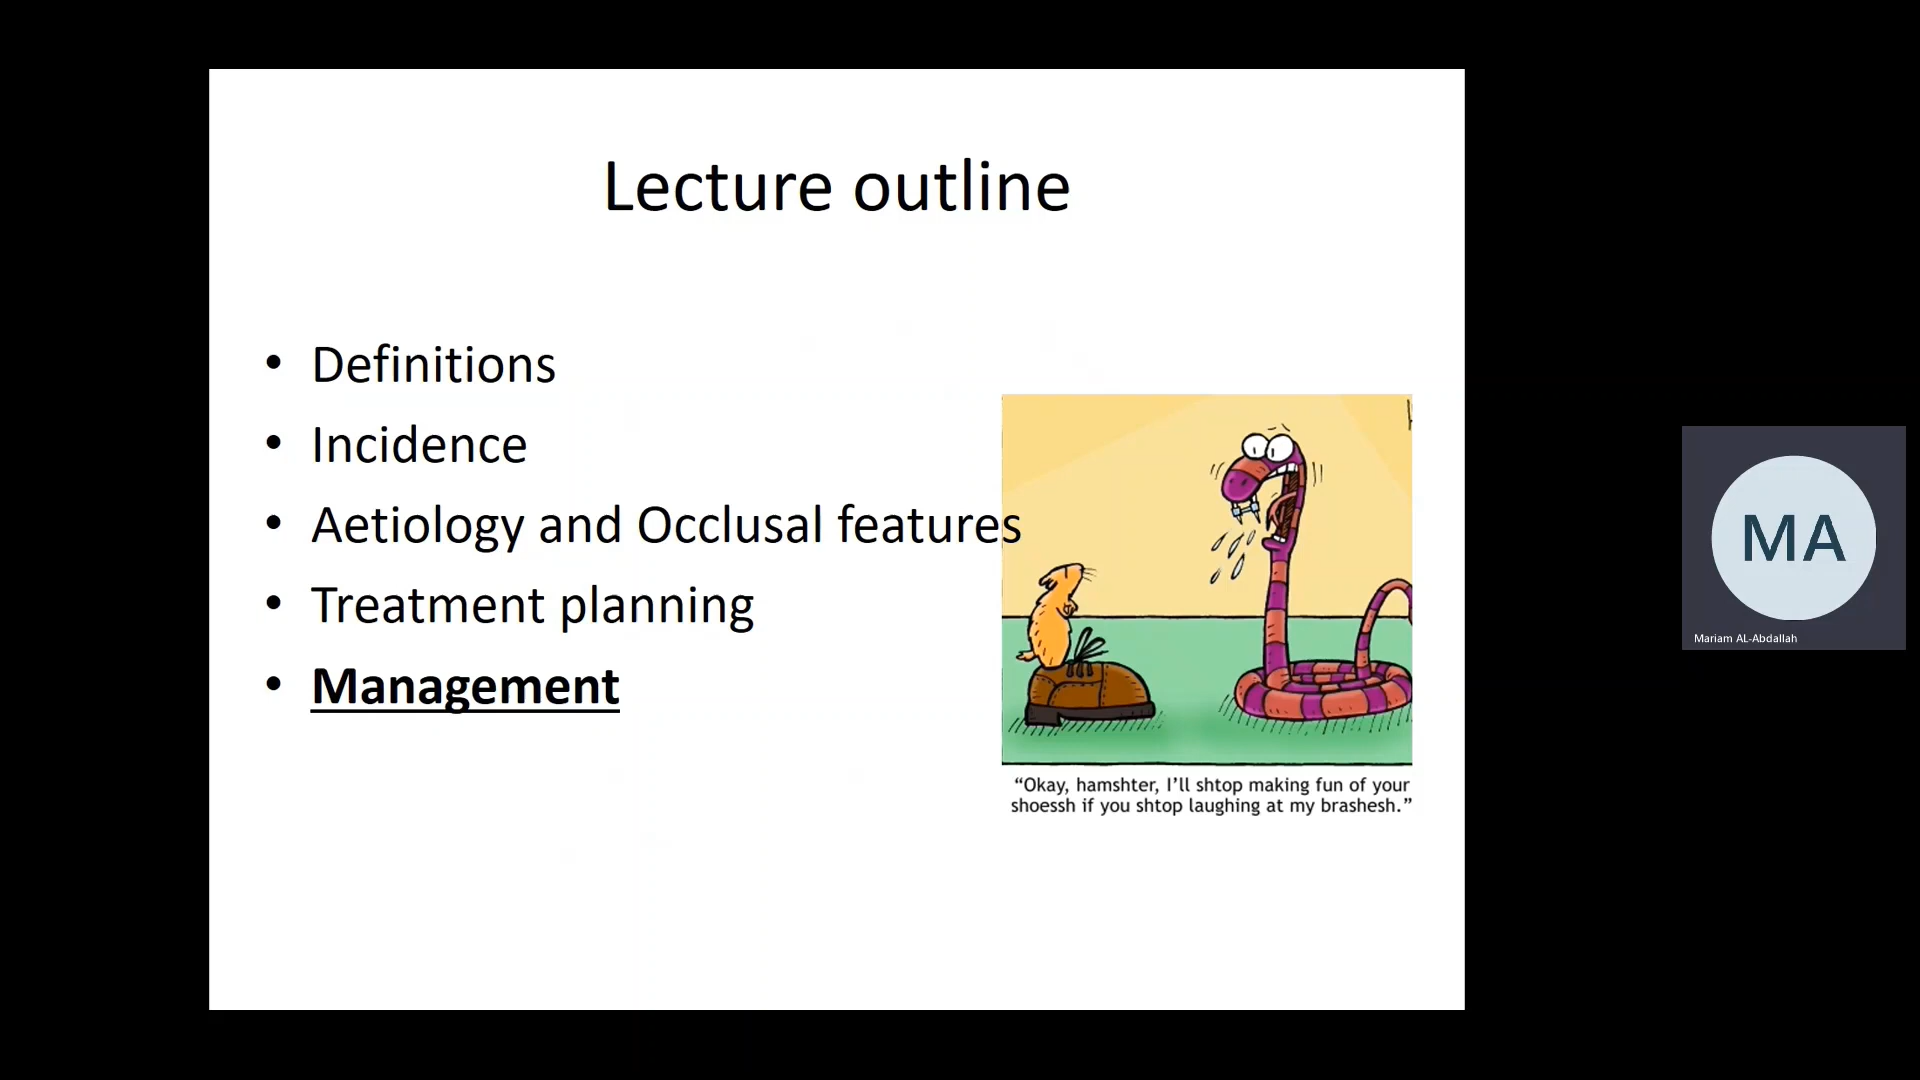 Lecture outline
• Definitions
• Incidence
• Aetiology and Occlusal features
• Treatment planning
• Management
“Okay, hamshter, I’ll shtop making fun of your
shoessh if you shtop laughing at my brashesh.”
MA
Mariam AL-Abdallah